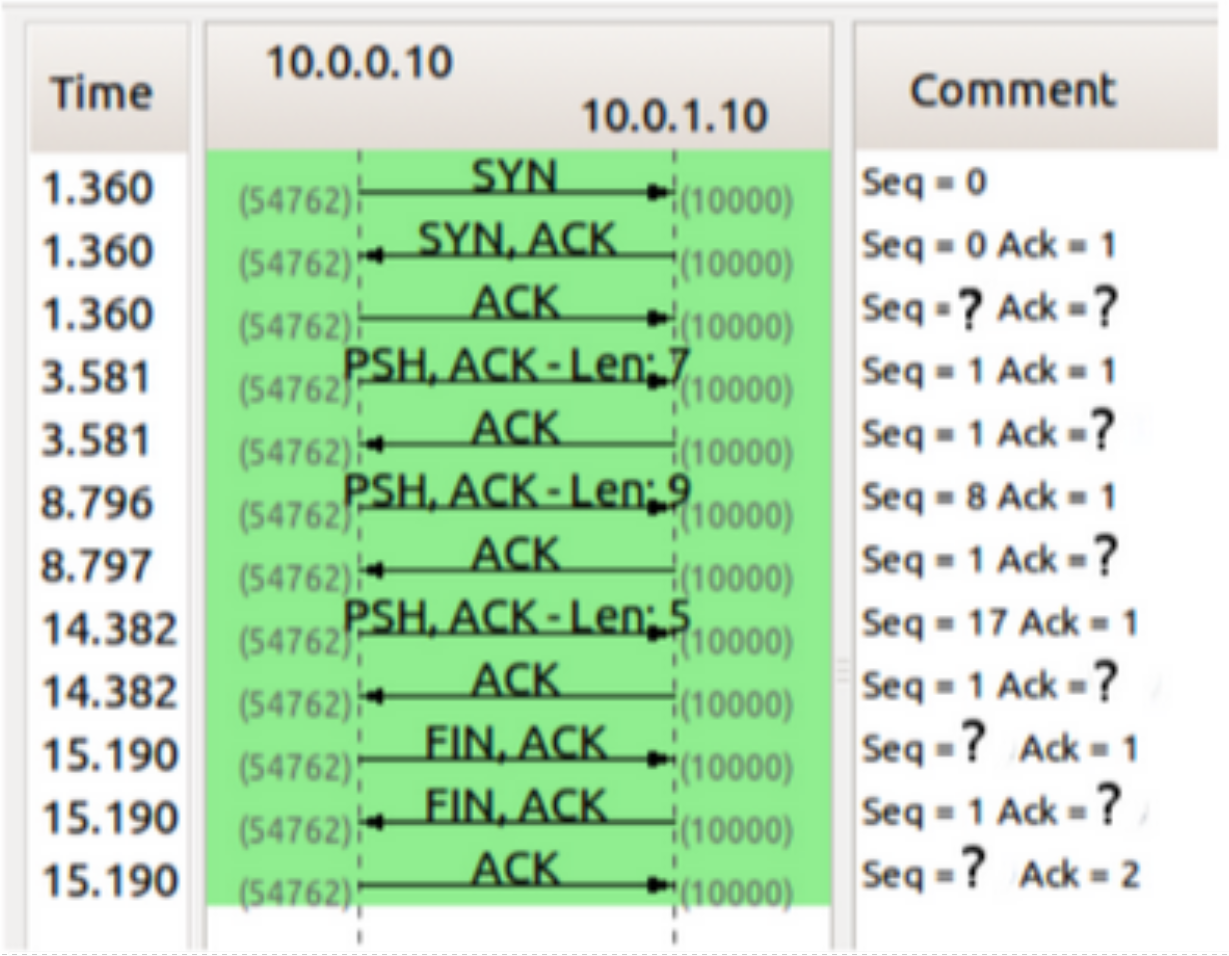 Time 10.0.0.10 10.0.1.10 Comment
1.360 (54762) SYN (10000) Seq = 0
1.360 (54762) SYN, ACK (10000) Seq = 0 Ack = 1
1.360 (54762) ACK (10000) Seq = ? Ack = ?
3.581 (54762) PSH, ACK - Len: 7 (10000) Seq = 1 Ack = 1
3.581 (54762) ACK (10000) Seq = 1 Ack = ?
8.796 (54762) PSH, ACK - Len: 9 (10000) Seq = 8 Ack = 1
8.797 (54762) ACK (10000) Seq = 1 Ack = ?
14.382 (54762) PSH, ACK - Len: 5 (10000) Seq = 17 Ack = 1
14.382 (54762) ACK (10000) Seq = 1 Ack = ?
15.190 (54762) FIN, ACK (10000) Seq = ? Ack = 1
15.190 (54762) FIN, ACK (10000) Seq = 1 Ack = ?
15.190 (54762) ACK (10000) Seq = ? Ack = 2